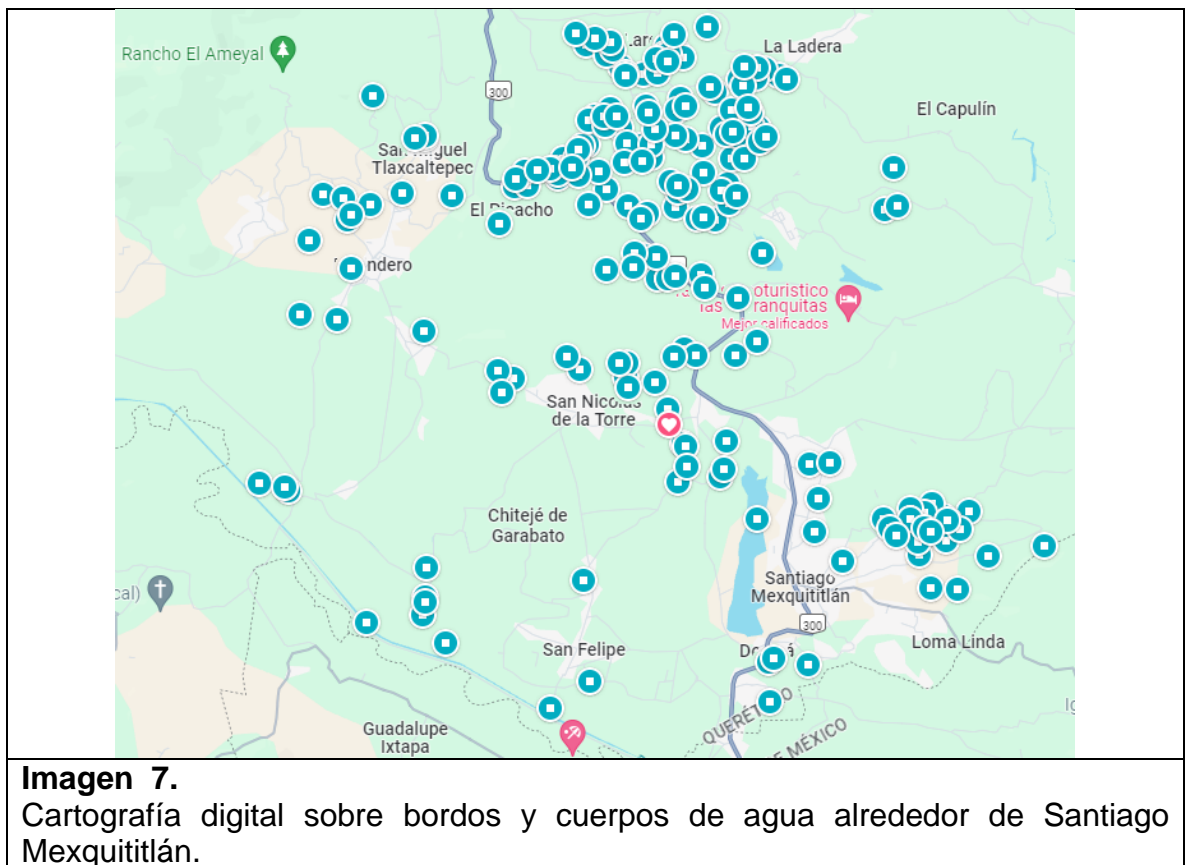 Rancho El Ameyal
La Ladera
300
El Capulín
San Miguel
Tlaxcaltepec
El Picacho
las
Mejor calificados
San Nicolás
de la Torre
Chitejé de
Garabato
Santiago
Mexquititlán
300
San Felipe
Loma Linda
QUERÉTARO
DE MÉXICO
Guadalupe
Ixtapa
Imagen 7.
Cartografía digital sobre bordos y cuerpos de agua alrededor de Santiago
Mexquititlán.